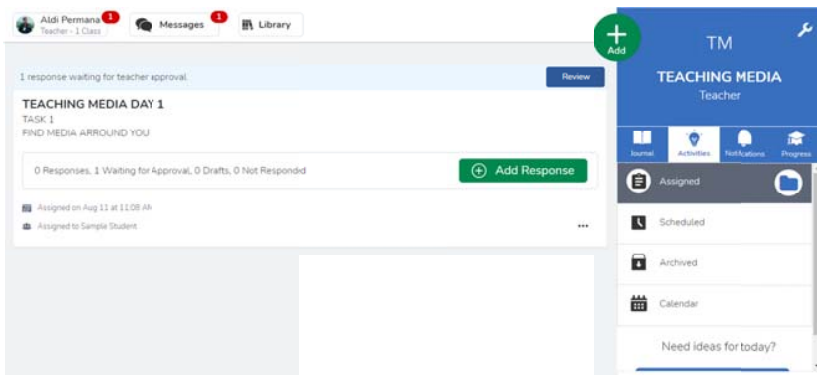 Aldi Permana 1
Teacher - 1 Class
Messages 1
Library
Add
TM
TEACHING MEDIA
Teacher
1 response waiting for teacher approval
Review
TEACHING MEDIA DAY 1
TASK 1
FIND MEDIA ARROUND YOU
0 Responses, 1 Waiting for Approval, 0 Drafts, 0 Not Respondid
Add Response
Assigned on Aug 11 at 11:08 AM
Assigned to Sample Student
Journal
Activities
Notifications
Progress
Assigned
Scheduled
Archived
Calendar
Need ideas for today?